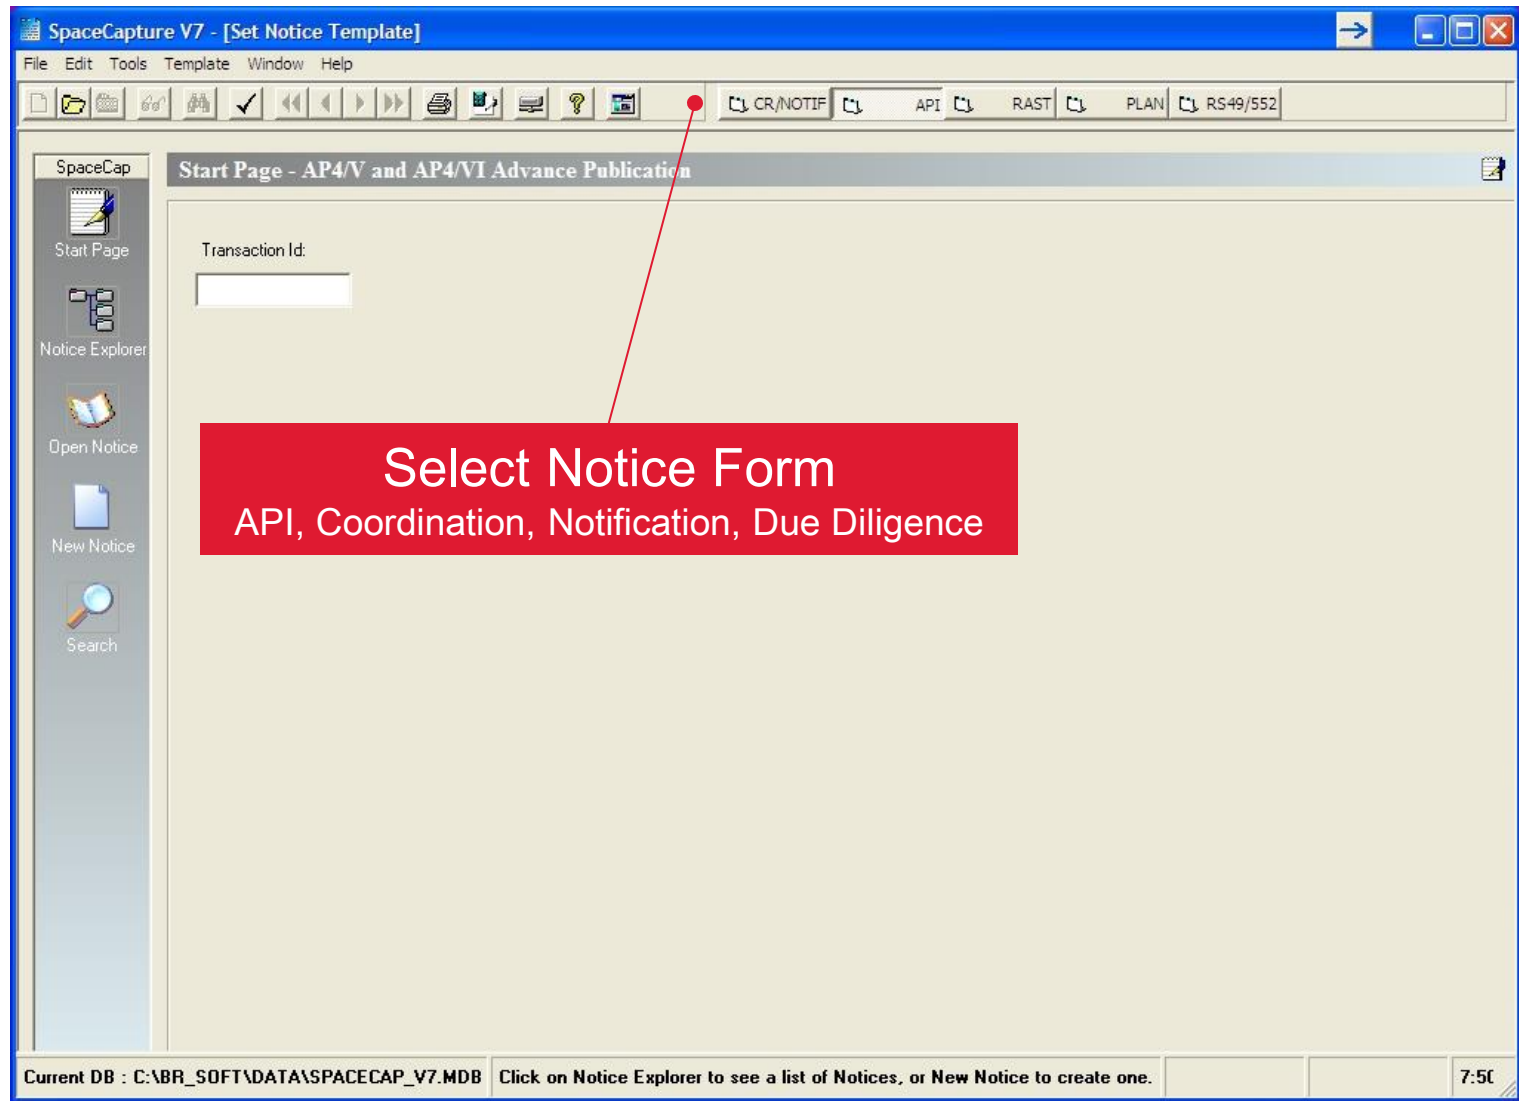 SpaceCapture V7 - [Set Notice Template]
File Edit Tools Template Window Help
CR/NOTIF API RAST PLAN RS49/552
SpaceCap
Start Page - AP4/V and AP4/VI Advance Publication
Start Page
Transaction Id:
Notice Explorer
Open Notice
Select Notice Form
API, Coordination, Notification, Due Diligence
New Notice
Search
Current DB : C:\BR_SOFT\DATA\SPACECAP_V7.MDB Click on Notice Explorer to see a list of Notices, or New Notice to create one.